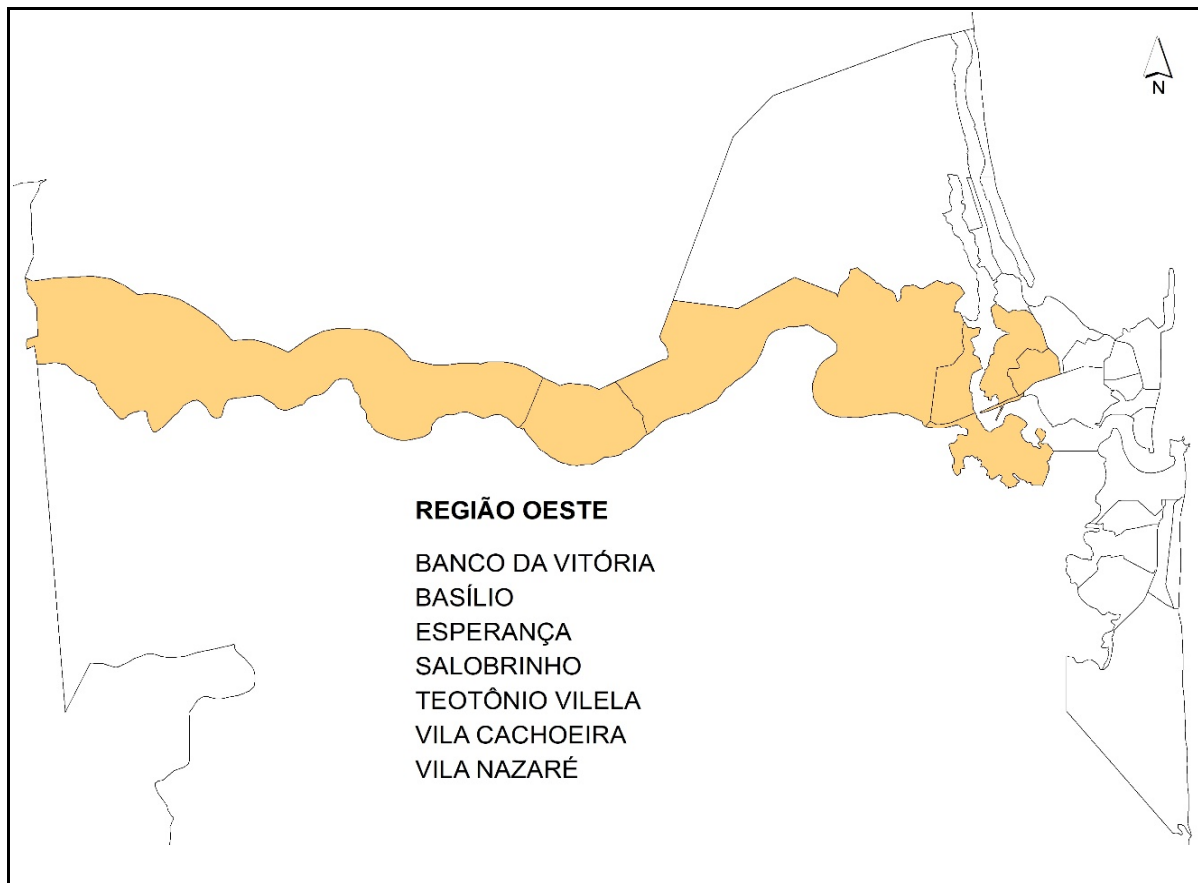 N
REGIÃO OESTE
BANCO DA VITÓRIA
BASÍLIO
ESPERANÇA
SALOBRINHO
TEOTÔNIO VILELA
VILA CACHOEIRA
VILA NAZARÉ